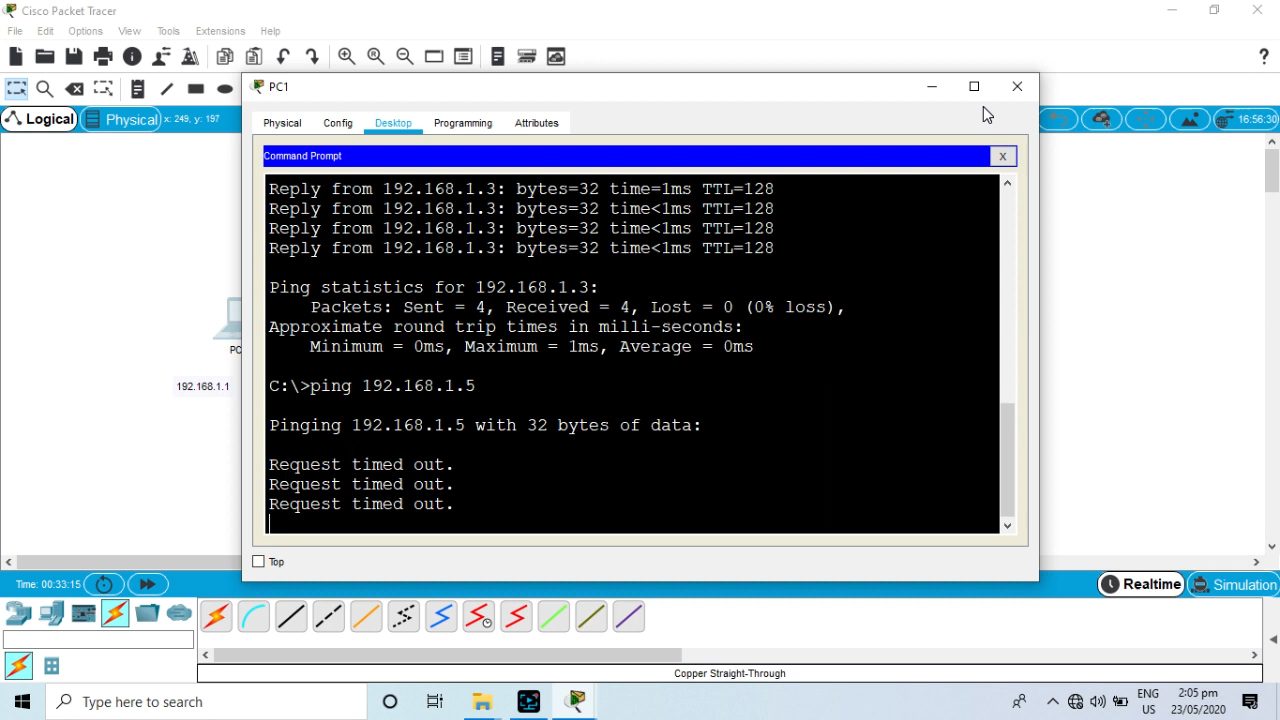 Cisco Packet Tracer
File Edit Options View Tools Extensions Help
?
PC1
Logical Physical x: 249, y: 197 16:56:30
Physical Config Desktop Programming Attributes
Command Prompt X
Reply from 192.168.1.3: bytes=32 time=1ms TTL=128
Reply from 192.168.1.3: bytes=32 time<1ms TTL=128
Reply from 192.168.1.3: bytes=32 time<1ms TTL=128
Reply from 192.168.1.3: bytes=32 time<1ms TTL=128
Ping statistics for 192.168.1.3:
Packets: Sent = 4, Received = 4, Lost = 0 (0% loss),
Approximate round trip times in milli-seconds:
Minimum = 0ms, Maximum = 1ms, Average = 0ms
PC
192.168.1.1
C:\>ping 192.168.1.5
Pinging 192.168.1.5 with 32 bytes of data:
Request timed out.
Request timed out.
Request timed out.
Top
Time: 00:33:15 Realtime Simulation
Copper Straight-Through
Type here to search
ENG
US
2:05 pm
23/05/2020